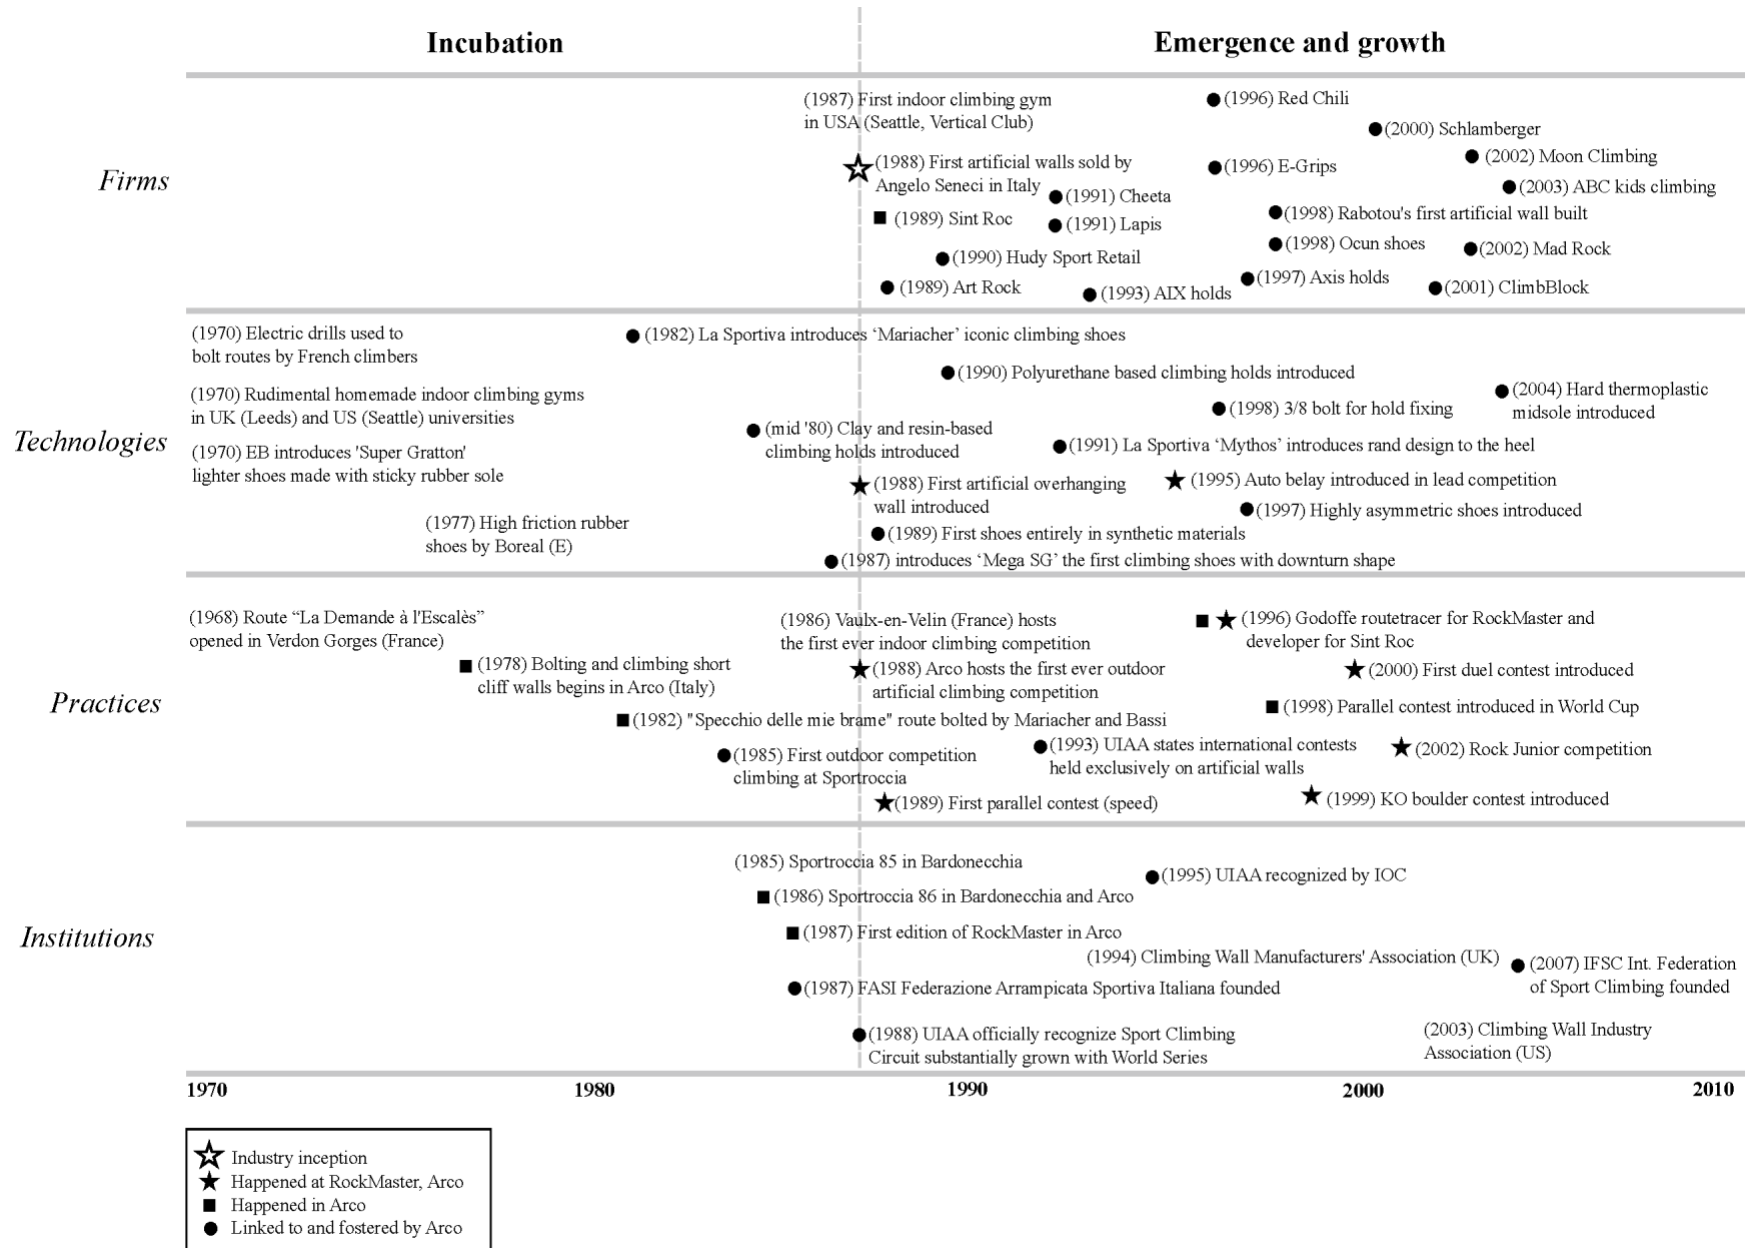 Incubation
Emergence and growth
Firms
(1987) First indoor climbing gym
in USA (Seattle, Vertical Club)
(1988) First artificial walls sold by
Angelo Seneci in Italy
(1989) Sint Roc
(1990) Hudy Sport Retail
(1989) Art Rock
(1991) Cheeta
(1991) Lapis
(1993) AIX holds
(1996) Red Chili
(1996) E-Grips
(1998) Rabotou's first artificial wall built
(1998) Ocun shoes
(1997) Axis holds
(2000) Schlamberger
(2002) Moon Climbing
(2003) ABC kids climbing
(2002) Mad Rock
(2001) ClimbBlock
Technologies
(1970) Electric drills used to
bolt routes by French climbers
(1970) Rudimental homemade indoor climbing gyms
in UK (Leeds) and US (Seattle) universities
(1970) EB introduces 'Super Gratton'
lighter shoes made with sticky rubber sole
(1977) High friction rubber
shoes by Boreal (E)
(1982) La Sportiva introduces ‘Mariacher’ iconic climbing shoes
(1990) Polyurethane based climbing holds introduced
(mid '80) Clay and resin-based
climbing holds introduced
(1988) First artificial overhanging
wall introduced
(1989) First shoes entirely in synthetic materials
(1987) introduces ‘Mega SG’ the first climbing shoes with downturn shape
(1998) 3/8 bolt for hold fixing
(1991) La Sportiva ‘Mythos’ introduces rand design to the heel
(1995) Auto belay introduced in lead competition
(1997) Highly asymmetric shoes introduced
(2004) Hard thermoplastic
midsole introduced
Practices
(1968) Route “La Demande à l'Escalès”
opened in Verdon Gorges (France)
(1978) Bolting and climbing short
cliff walls begins in Arco (Italy)
(1982) "Specchio delle mie brame" route bolted by Mariacher and Bassi
(1985) First outdoor competition
climbing at Sportroccia
(1986) Vaulx-en-Velin (France) hosts
the first ever indoor climbing competition
(1988) Arco hosts the first ever outdoor
artificial climbing competition
(1989) First parallel contest (speed)
(1993) UIAA states international contests
held exclusively on artificial walls
(1996) Godoffe routetracer for RockMaster and
developer for Sint Roc
(2000) First duel contest introduced
(1998) Parallel contest introduced in World Cup
(2002) Rock Junior competition
(1999) KO boulder contest introduced
Institutions
(1985) Sportroccia 85 in Bardonecchia
(1986) Sportroccia 86 in Bardonecchia and Arco
(1987) First edition of RockMaster in Arco
(1987) FASI Federazione Arrampicata Sportiva Italiana founded
(1988) UIAA officially recognize Sport Climbing
Circuit substantially grown with World Series
(1995) UIAA recognized by IOC
(1994) Climbing Wall Manufacturers' Association (UK)
(2007) IFSC Int. Federation
of Sport Climbing founded
(2003) Climbing Wall Industry
Association (US)
1970
1980
1990
2000
2010
Industry inception
Happened at RockMaster, Arco
Happened in Arco
Linked to and fostered by Arco